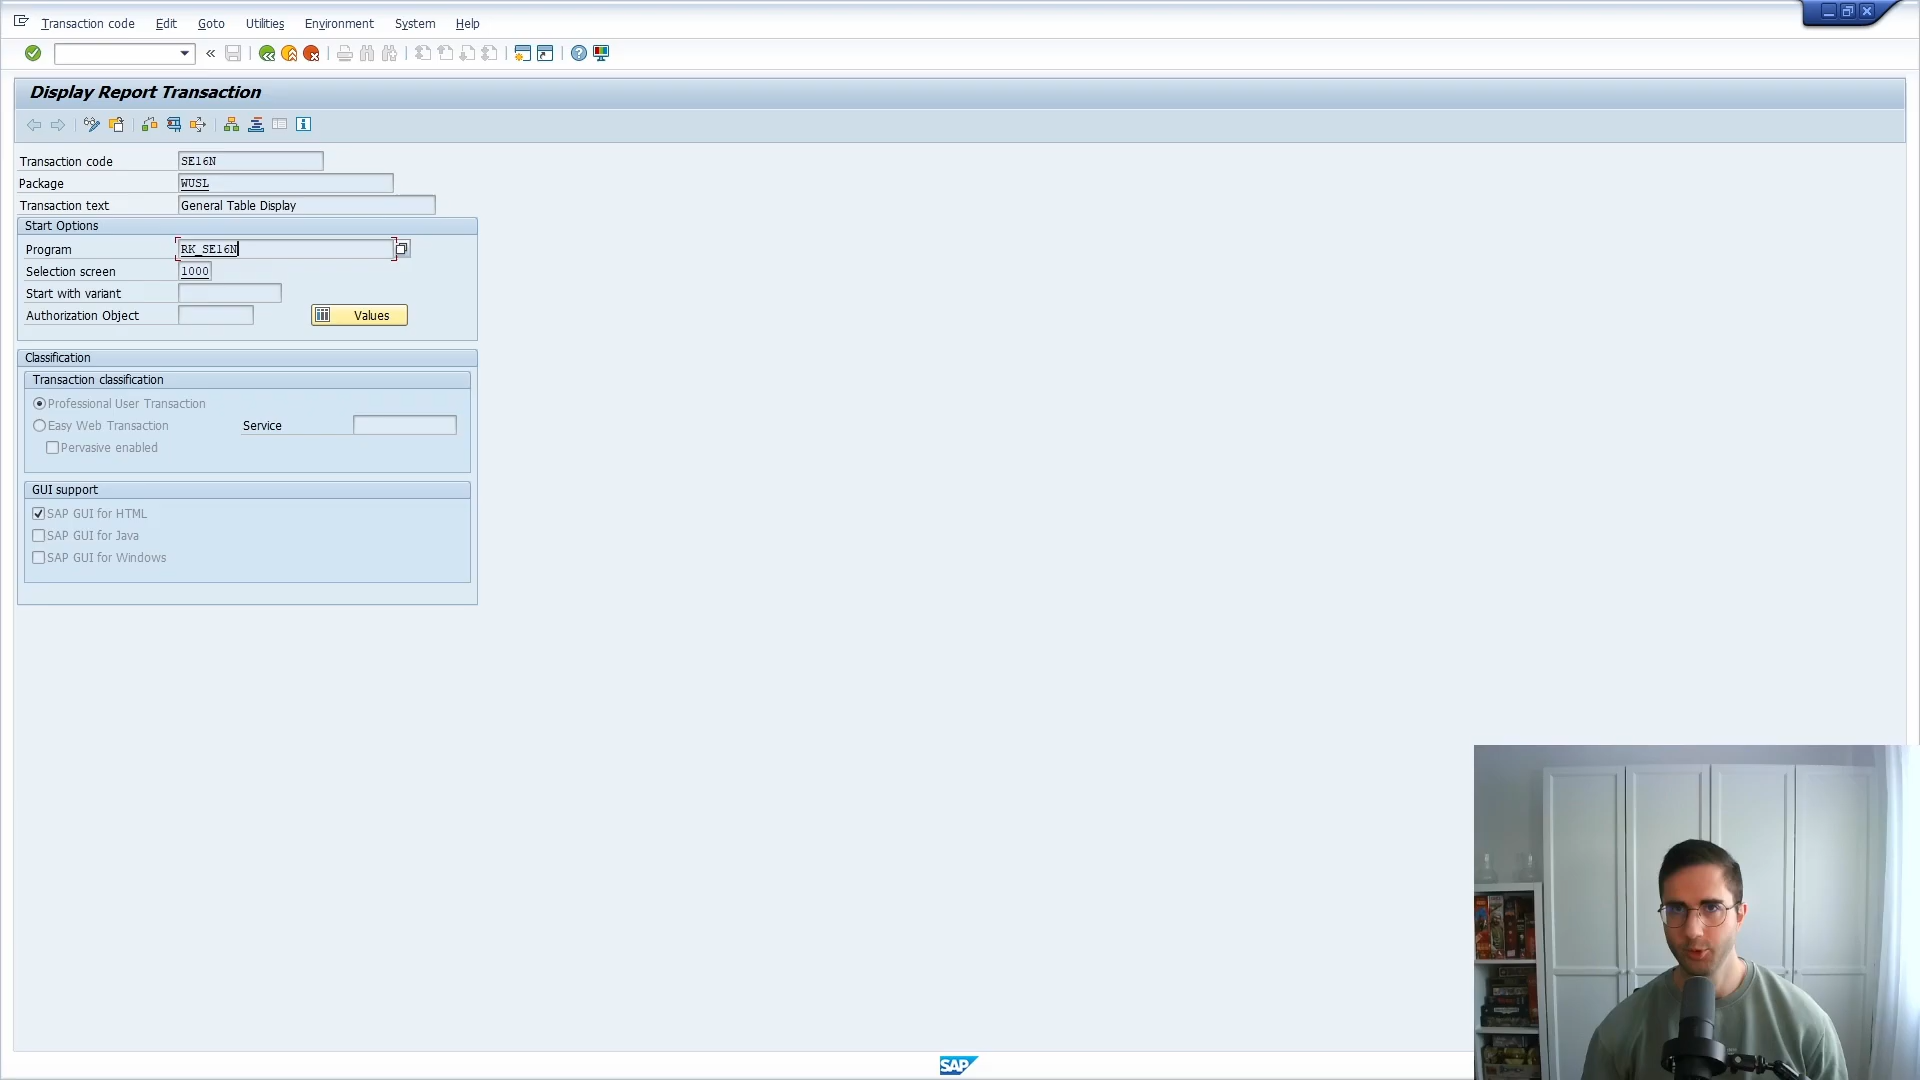 Transaction code Edit Goto Utilities Environment System Help
Display Report Transaction
Transaction code SE16N
Package WUSL
Transaction text General Table Display
Start Options
Program RK_SE16N
Selection screen 1000
Start with variant
Authorization Object Values
Classification
Transaction classification
Professional User Transaction
Easy Web Transaction Service
Pervasive enabled
GUI support
SAP GUI for HTML
SAP GUI for Java
SAP GUI for Windows
SAP